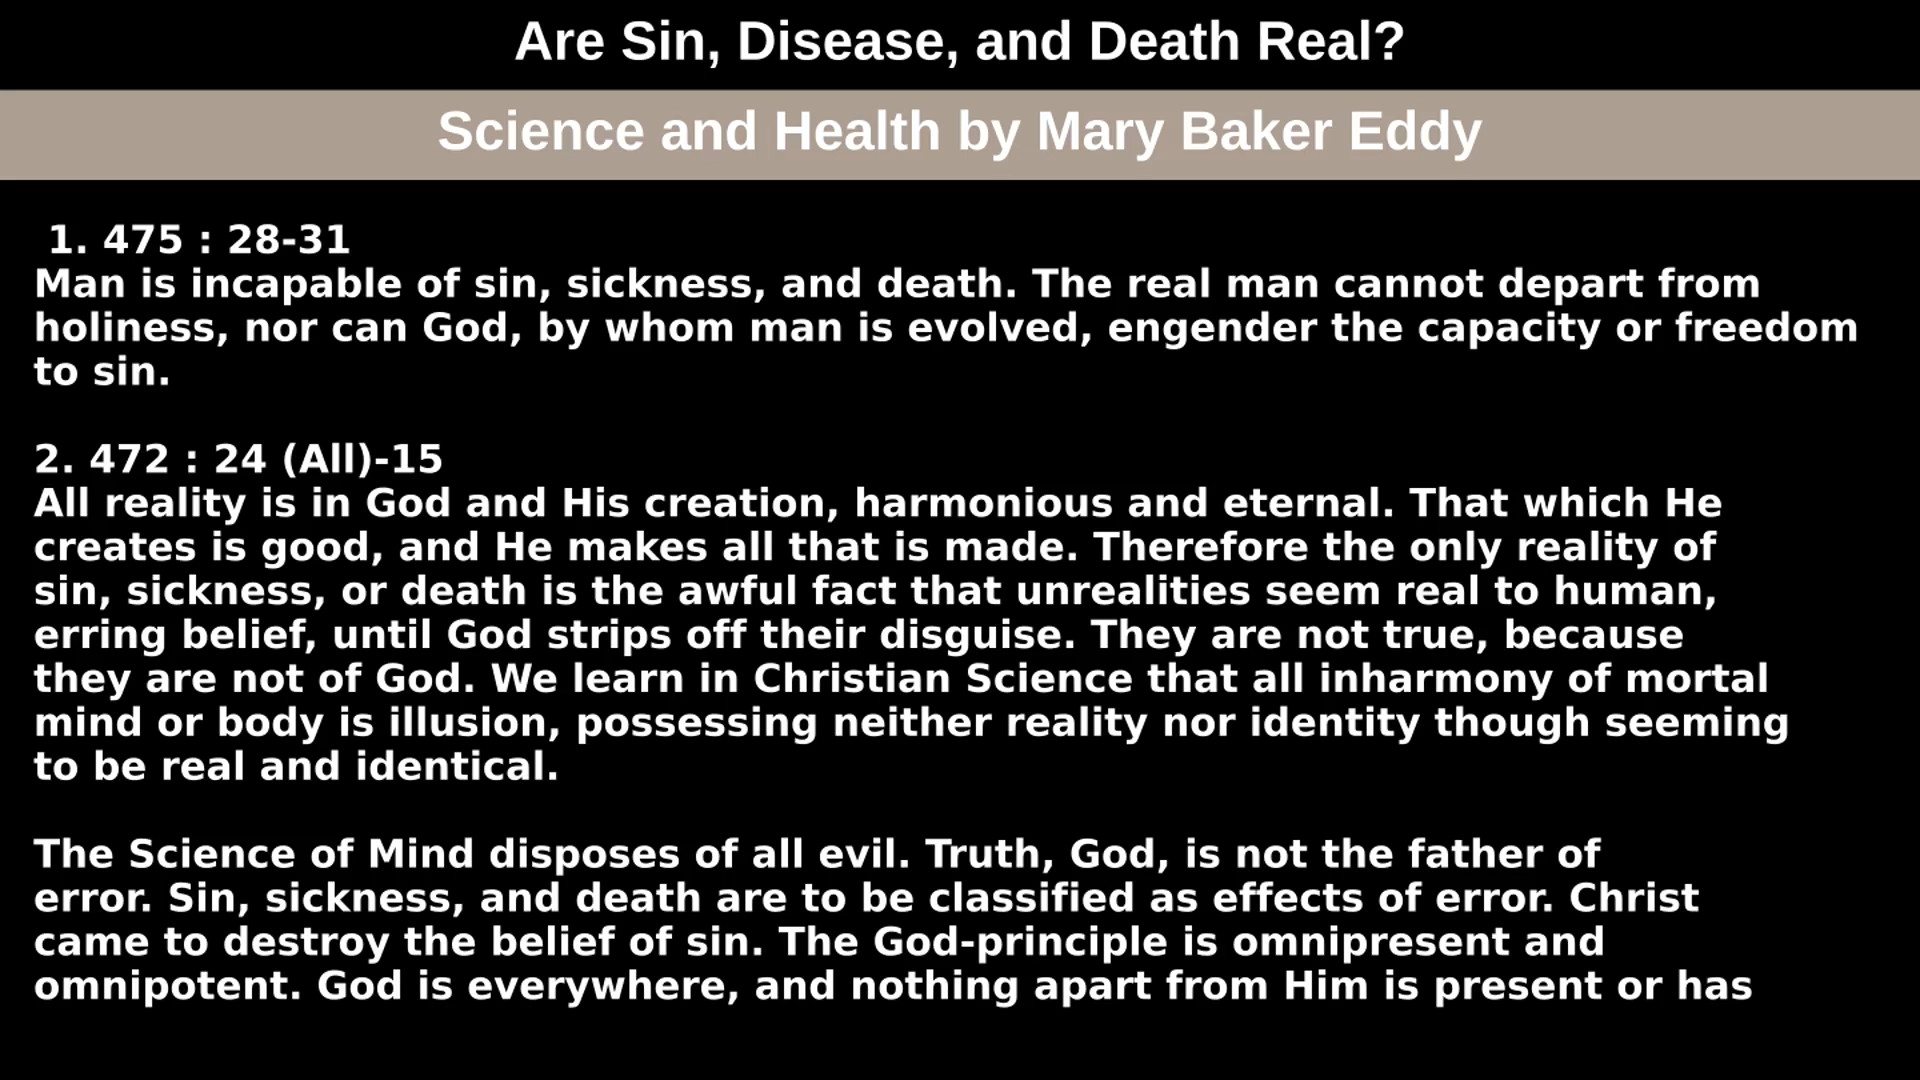 Are Sin, Disease, and Death Real?
Science and Health by Mary Baker Eddy
1. 475 : 28-31
Man is incapable of sin, sickness, and death. The real man cannot depart from
holiness, nor can God, by whom man is evolved, engender the capacity or freedom
to sin.
2. 472 : 24 (All)-15
All reality is in God and His creation, harmonious and eternal. That which He
creates is good, and He makes all that is made. Therefore the only reality of
sin, sickness, or death is the awful fact that unrealities seem real to human,
erring belief, until God strips off their disguise. They are not true, because
they are not of God. We learn in Christian Science that all inharmony of mortal
mind or body is illusion, possessing neither reality nor identity though seeming
to be real and identical.
The Science of Mind disposes of all evil. Truth, God, is not the father of
error. Sin, sickness, and death are to be classified as effects of error. Christ
came to destroy the belief of sin. The God-principle is omnipresent and
omnipotent. God is everywhere, and nothing apart from Him is present or has